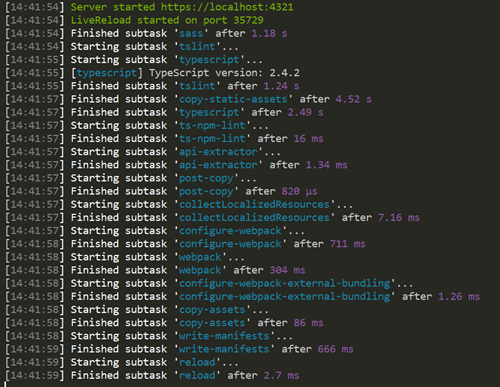 [14:41:54] Server started https://localhost:4321
[14:41:54] LiveReload started on port 35729
[14:41:54] Finished subtask 'sass' after 1.18 s
[14:41:54] Starting subtask 'tslint'...
[14:41:55] Starting subtask 'typescript'...
[14:41:55] [typescript] TypeScript version: 2.4.2
[14:41:55] Finished subtask 'tslint' after 1.24 s
[14:41:57] Finished subtask 'copy-static-assets' after 4.52 s
[14:41:57] Finished subtask 'typescript' after 2.49 s
[14:41:57] Starting subtask 'ts-npm-lint'...
[14:41:57] Finished subtask 'ts-npm-lint' after 16 ms
[14:41:57] Starting subtask 'api-extractor'...
[14:41:57] Finished subtask 'api-extractor' after 1.34 ms
[14:41:57] Starting subtask 'post-copy'...
[14:41:57] Finished subtask 'post-copy' after 820 μs
[14:41:57] Starting subtask 'collectLocalizedResources'...
[14:41:57] Finished subtask 'collectLocalizedResources' after 7.16 ms
[14:41:57] Starting subtask 'configure-webpack'...
[14:41:58] Finished subtask 'configure-webpack' after 711 ms
[14:41:58] Starting subtask 'webpack'...
[14:41:58] Finished subtask 'webpack' after 304 ms
[14:41:58] Starting subtask 'configure-webpack-external-bundling'...
[14:41:58] Finished subtask 'configure-webpack-external-bundling' after 1.26 ms
[14:41:58] Starting subtask 'copy-assets'...
[14:41:58] Finished subtask 'copy-assets' after 86 ms
[14:41:58] Starting subtask 'write-manifests'...
[14:41:59] Finished subtask 'write-manifests' after 666 ms
[14:41:59] Starting subtask 'reload'...
[14:41:59] Finished subtask 'reload' after 2.7 ms